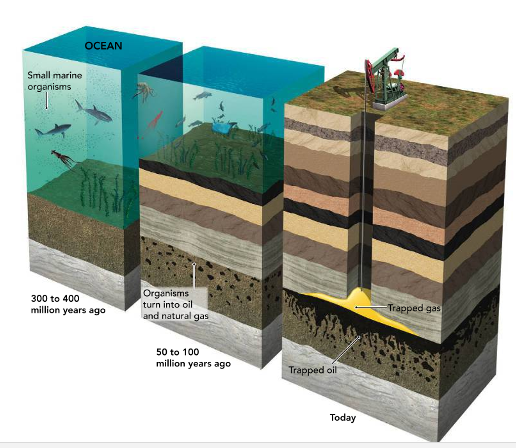 OCEAN
Small marine
organisms
300 to 400
million years ago
Organisms
turn into oil
and natural gas
50 to 100
million years ago
Trapped gas
Trapped oil
Today